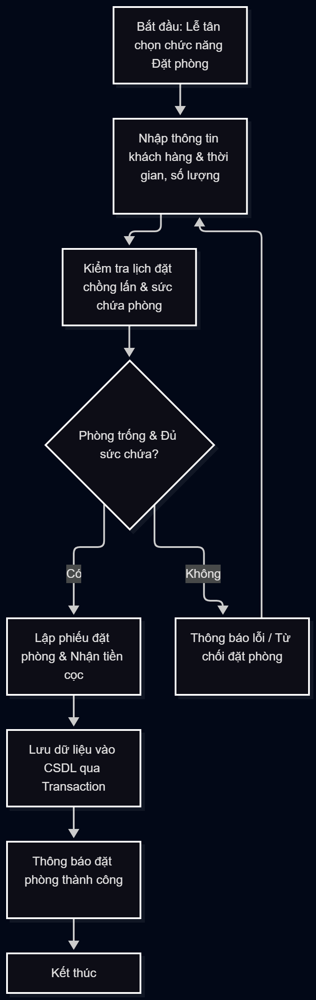 Bắt đầu: Lễ tân
chọn chức năng
Đặt phòng
Nhập thông tin
khách hàng & thời
gian, số lượng
Kiểm tra lịch đặt
chồng lấn & sức
chứa phòng
Phòng trống & Đủ
sức chứa?
Có
Không
Lập phiếu đặt
phòng & Nhận tiền
cọc
Thông báo lỗi / Từ
chối đặt phòng
Lưu dữ liệu vào
CSDL qua
Transaction
Thông báo đặt
phòng thành công
Kết thúc